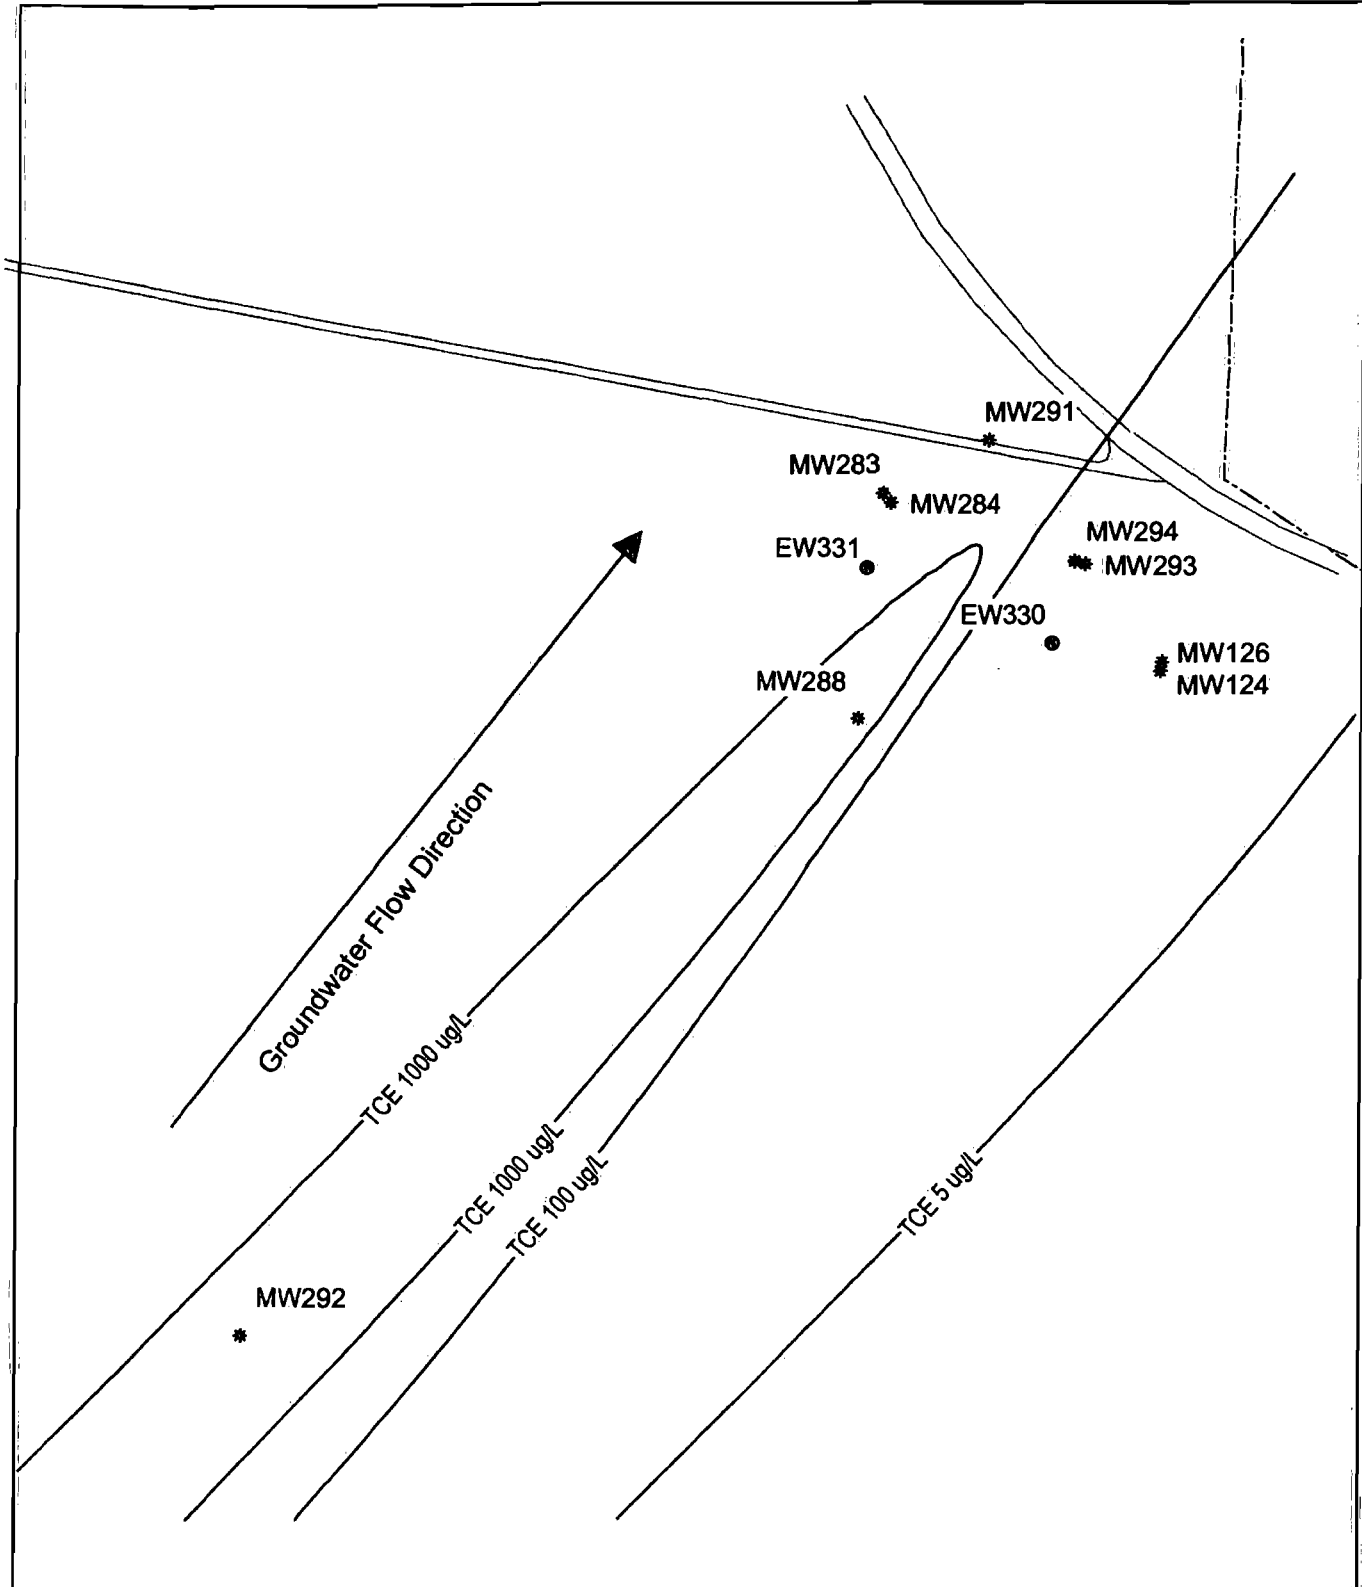 MW291
MW283
MW284
MW294
EW331
MW293
EW330
MW126
MW288
MW124
Groundwater Flow Direction
TCE 1000 ug/L
TCE 1000 ug/L
TCE 100 ug/L
TCE 5 ug/L
MW292